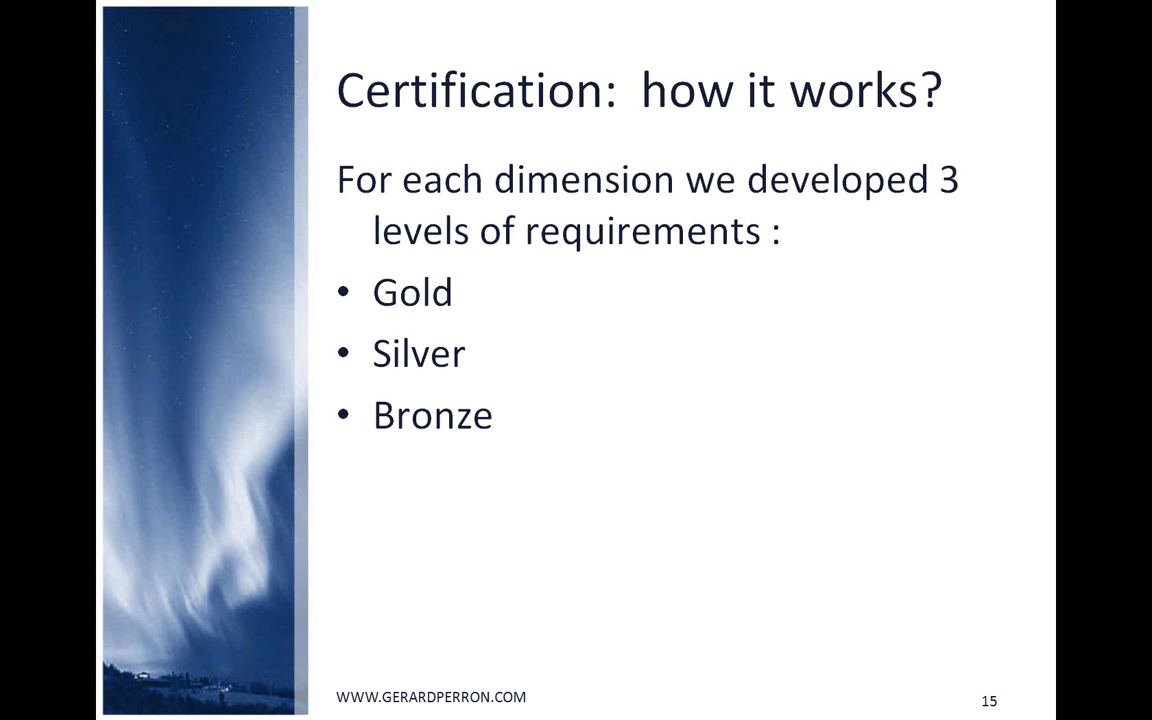 Certification:  how it works?
For each dimension we developed 3
levels of requirements :
• Gold
• Silver
• Bronze
WWW.GERARDPERRON.COM
15